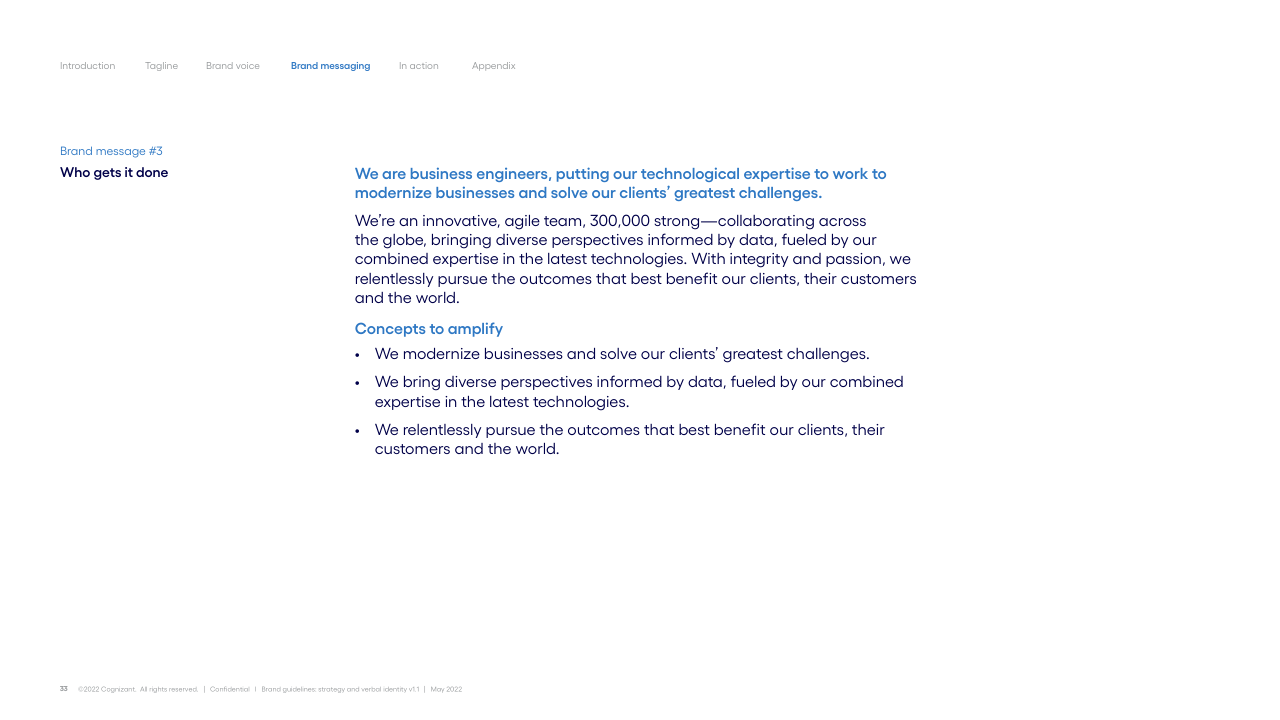 Introduction Tagline Brand voice Brand messaging In action Appendix
Brand message #3
Who gets it done
We are business engineers, putting our technological expertise to work to
modernize businesses and solve our clients’ greatest challenges.
We’re an innovative, agile team, 300,000 strong—collaborating across
the globe, bringing diverse perspectives informed by data, fueled by our
combined expertise in the latest technologies. With integrity and passion, we
relentlessly pursue the outcomes that best benefit our clients, their customers
and the world.
Concepts to amplify
• We modernize businesses and solve our clients’ greatest challenges.
• We bring diverse perspectives informed by data, fueled by our combined
expertise in the latest technologies.
• We relentlessly pursue the outcomes that best benefit our clients, their
customers and the world.
33 ©2022 Cognizant. All rights reserved. | Confidential | Brand guidelines: strategy and verbal identity v1.1 | May 2022